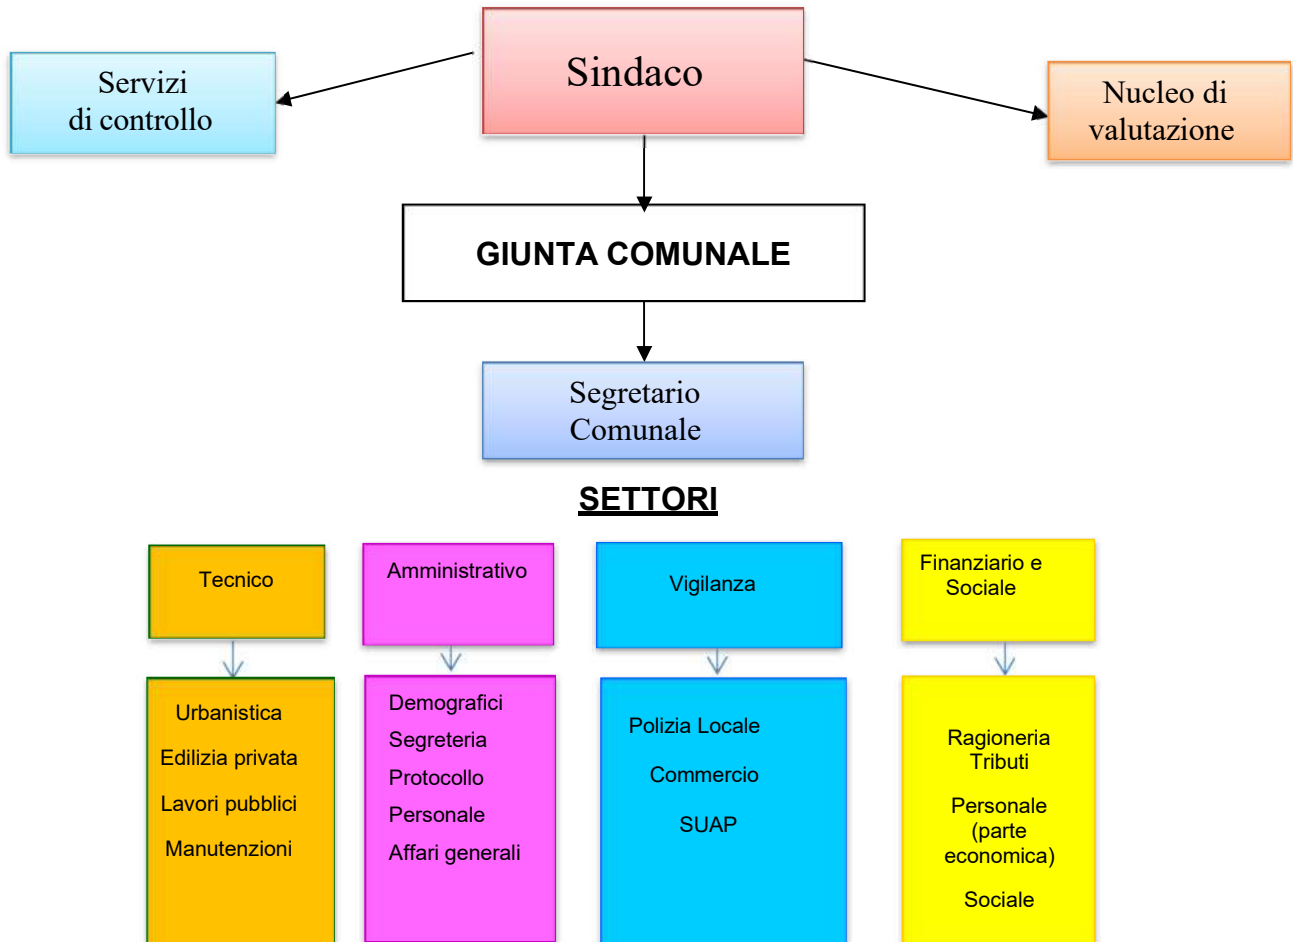 Sindaco
Servizi
di controllo
Nucleo di
valutazione
GIUNTA COMUNALE
Segretario
Comunale
SETTORI
Tecnico
Amministrativo
Vigilanza
Finanziario e
Sociale
Urbanistica
Edilizia privata
Lavori pubblici
Manutenzioni
Demografici
Segreteria
Protocollo
Personale
Affari generali
Polizia Locale
Commercio
SUAP
Ragioneria
Tributi
Personale
(parte
economica)
Sociale